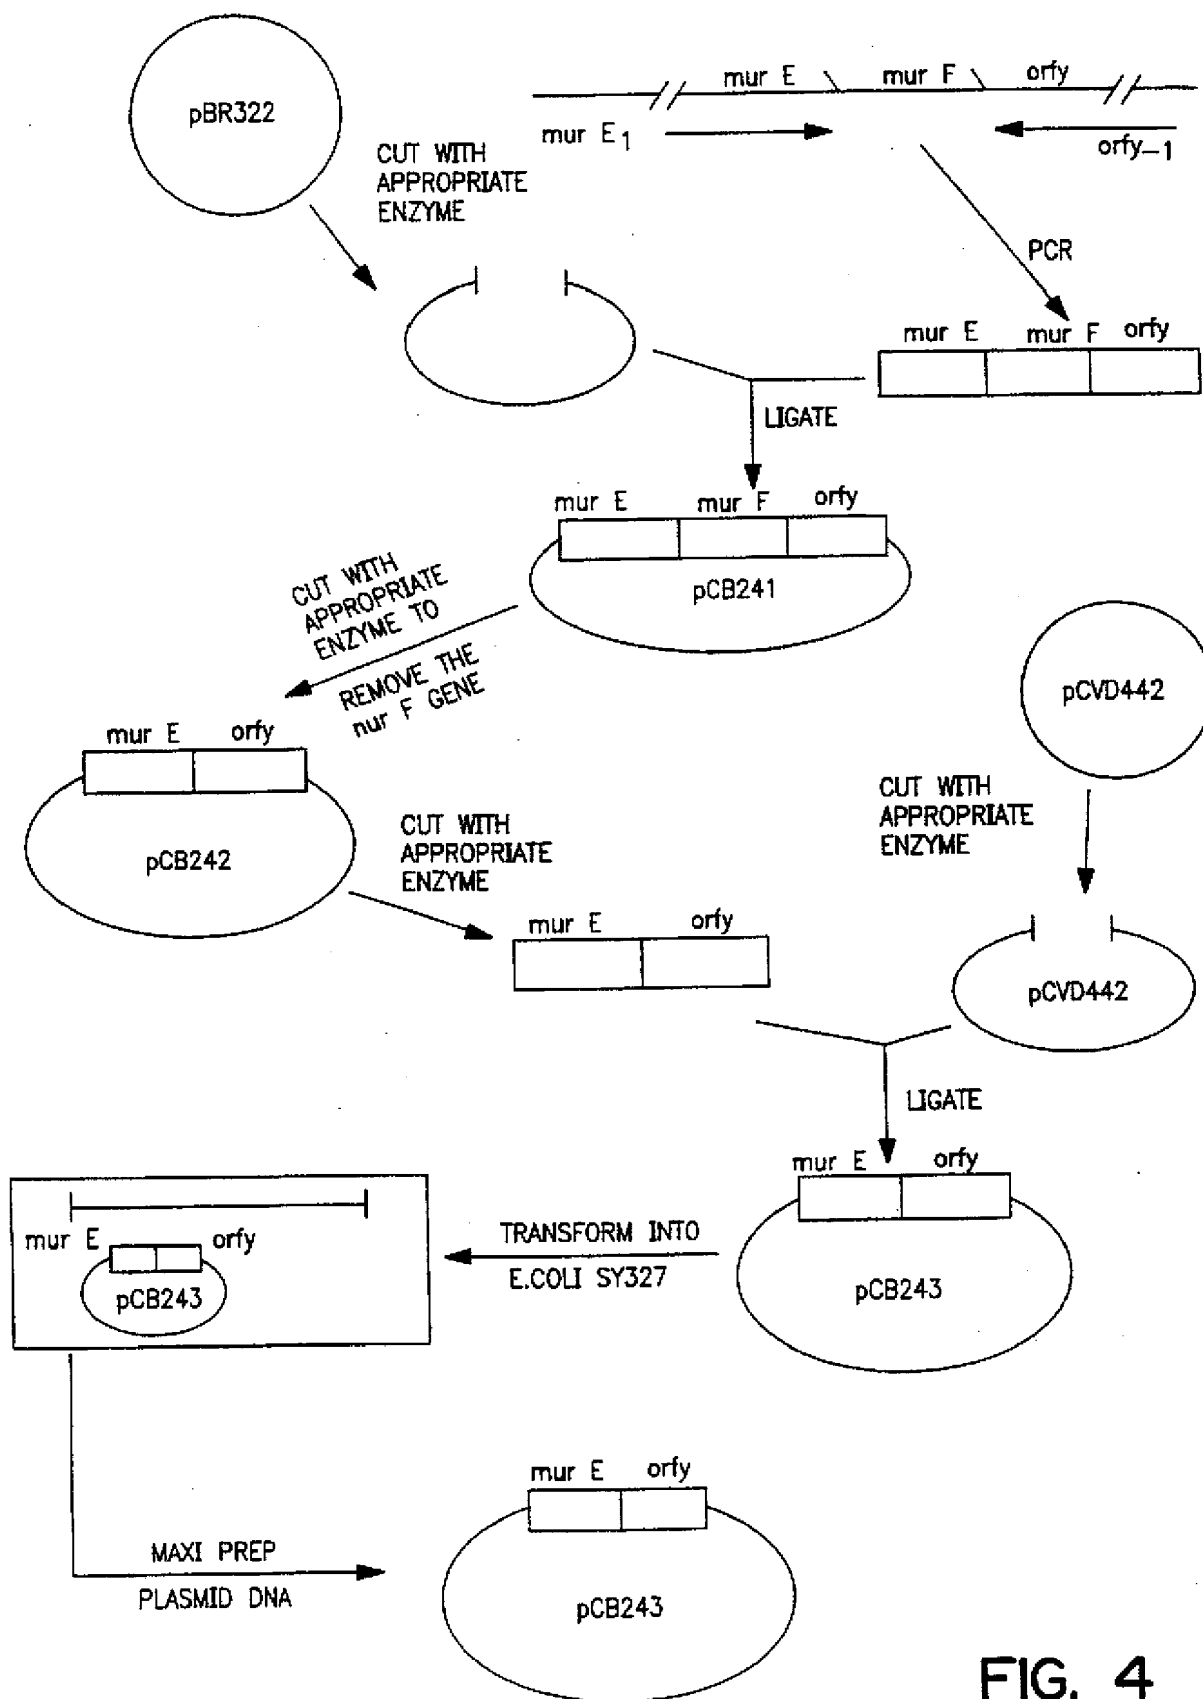 pBR322
mur E mur F orfy
mur E1
orfy-1
CUT WITH
APPROPRIATE
ENZYME
PCR
mur E mur F orfy
LIGATE
mur E mur F orfy
pCB241
CUT WITH
APPROPRIATE
ENZYME TO
REMOVE THE
nur F GENE
pCVD442
mur E orfy
pCB242
CUT WITH
APPROPRIATE
ENZYME
CUT WITH
APPROPRIATE
ENZYME
mur E orfy
pCVD442
LIGATE
mur E orfy
pCB243
TRANSFORM INTO
E.COLI SY327
mur E orfy
pCB243
MAXI PREP
PLASMID DNA
mur E orfy
pCB243
FIG. 4